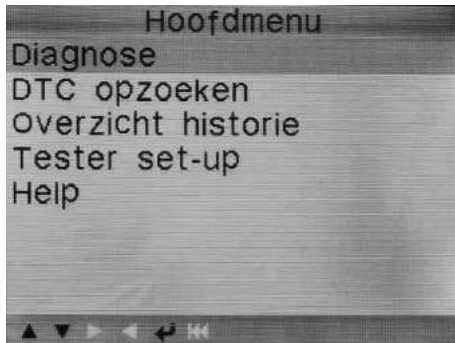 Hoofdmenu
Diagnose
DTC opzoeken
Overzicht historie
Tester set-up
Help